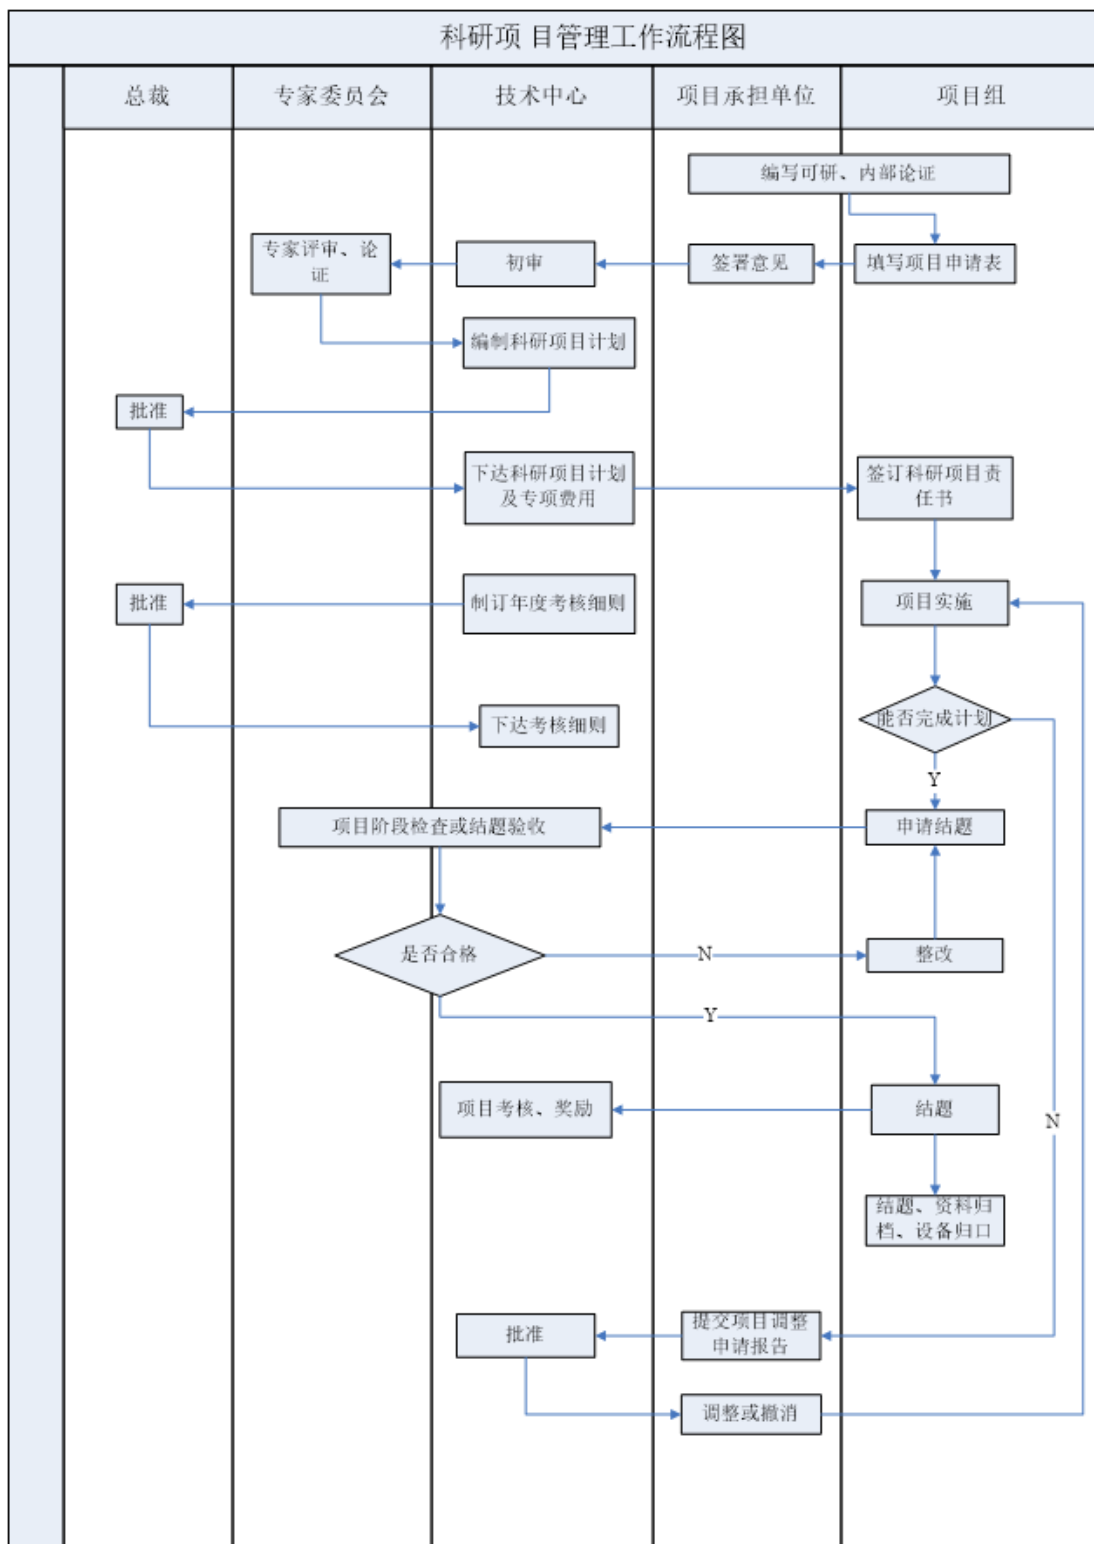 科研项 目管理工作流程图
总裁
专家委员会
技术中心
项目承担单位
项目组
编写可研、内部论证
专家评审、论
证
初审
签署意见
填写项目申请表
编制科研项目计划
批准
下达科研项目计划
及专项费用
签订科研项目责
任书
批准
制订年度考核细则
项目实施
下达考核细则
能否完成计划
Y
项目阶段检查或结题验收
申请结题
是否合格
N
整改
Y
项目考核、奖励
结题
N
结题、资料归
档、设备归口
批准
提交项目调整
申请报告
调整或撤消